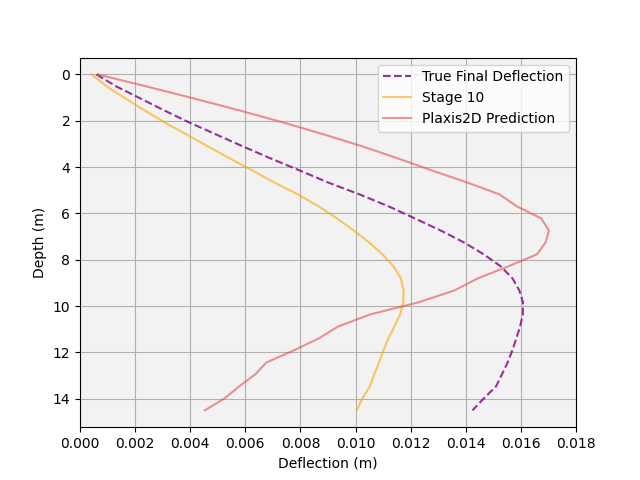 True Final Deflection
Stage 10
Plaxis2D Prediction
0
2
4
6
8
10
12
14
Depth (m)
0.000 0.002 0.004 0.006 0.008 0.010 0.012 0.014 0.016 0.018
Deflection (m)